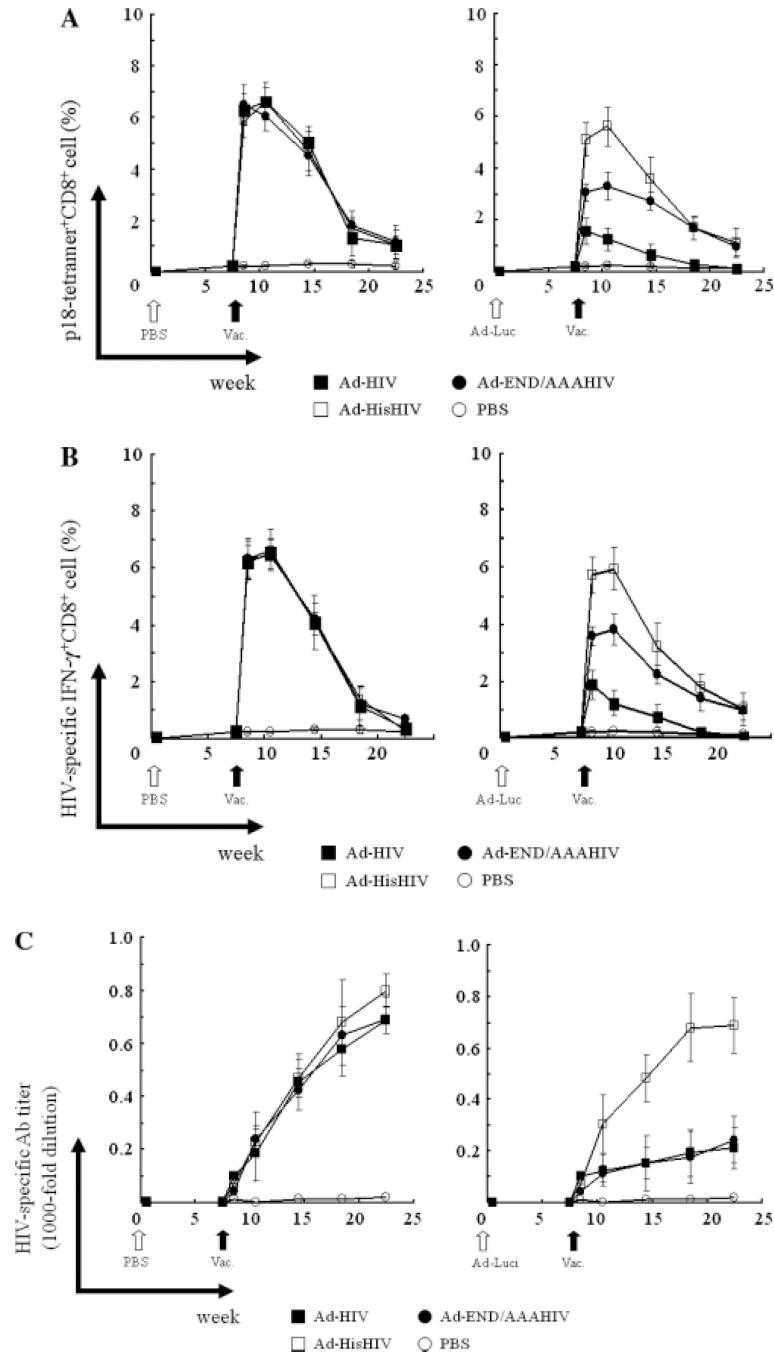 A
p18-tetramer⁺CD8⁺ cell (%)
10
8
6
4
2
0
5 10 15 20 25
PBS
Vac.
10
8
6
4
2
0
5 10 15 20 25
Ad-Luc
Vac.
week
Ad-HIV
Ad-END/AAAHIV
Ad-HisHIV
PBS
B
HIV-specific IFN-γ⁺CD8⁺ cell (%)
10
8
6
4
2
0
5 10 15 20
PBS
Vac.
10
8
6
4
2
0
5 10 15 20 25
Ad-Luc
Vac.
week
Ad-HIV
Ad-END/AAAHIV
Ad-HisHIV
PBS
C
HIV-specific Ab titer
(1000-fold dilution)
1.0
0.8
0.6
0.4
0.2
0 5 10 15 20 25
PBS
Vac.
1.0
0.8
0.6
0.4
0.2
0 5 10 15 20 25
Ad-Luci
Vac.
week
Ad-HIV
Ad-END/AAAHIV
Ad-HisHIV
PBS